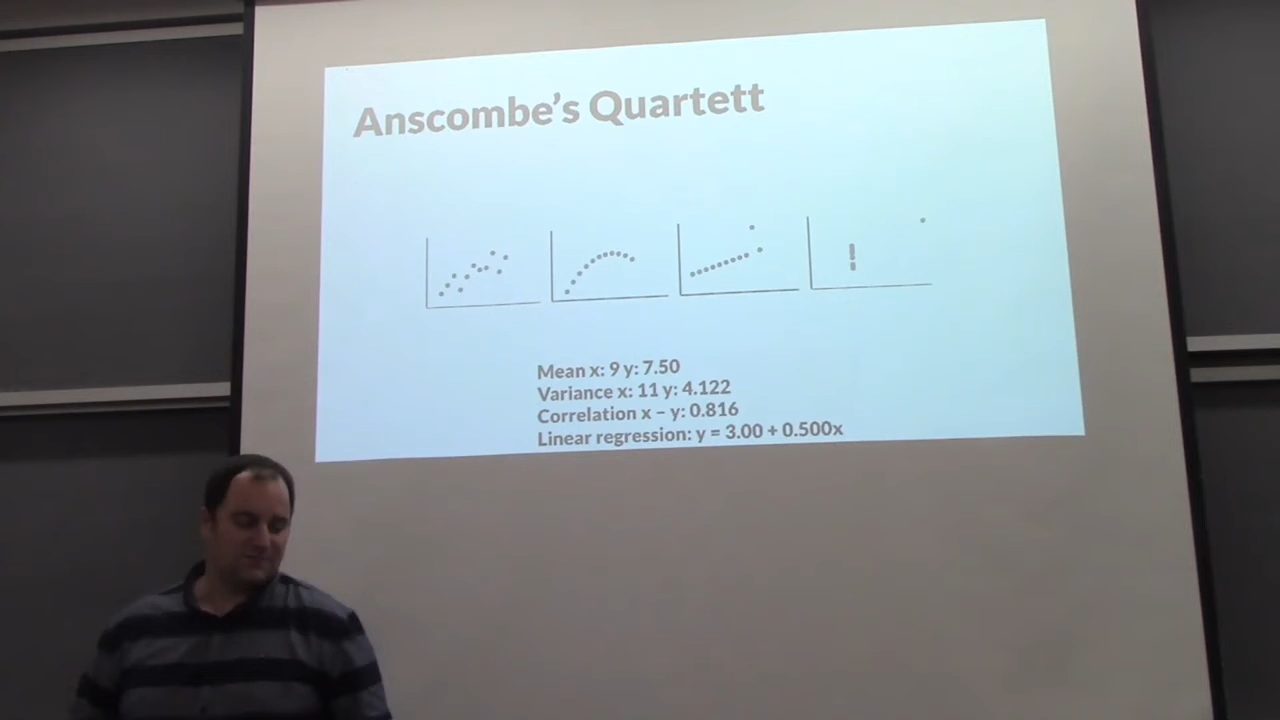 Anscombe's Quartett
Mean x: 9 y: 7.50
Variance x: 11 y: 4.122
Correlation x – y: 0.816
Linear regression: y = 3.00 + 0.500x